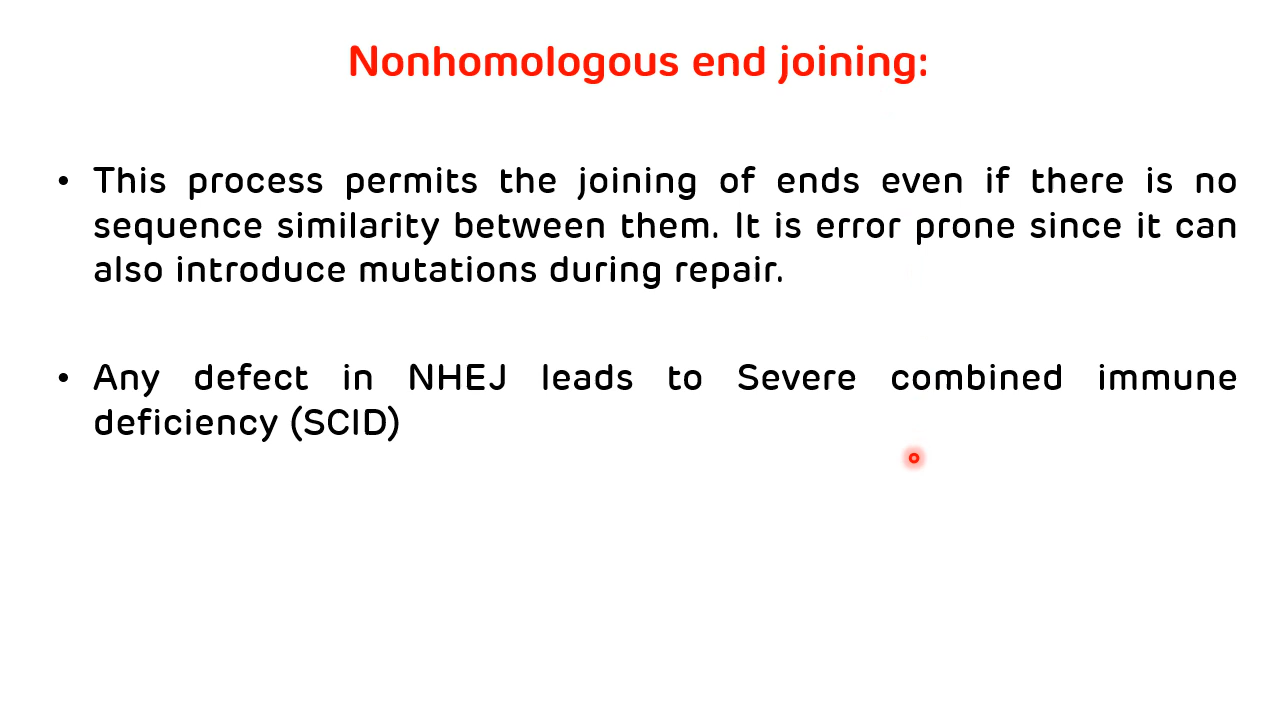 Nonhomologous end joining:
• This process permits the joining of ends even if there is no
sequence similarity between them. It is error prone since it can
also introduce mutations during repair.
• Any defect in NHEJ leads to Severe combined immune
deficiency (SCID)